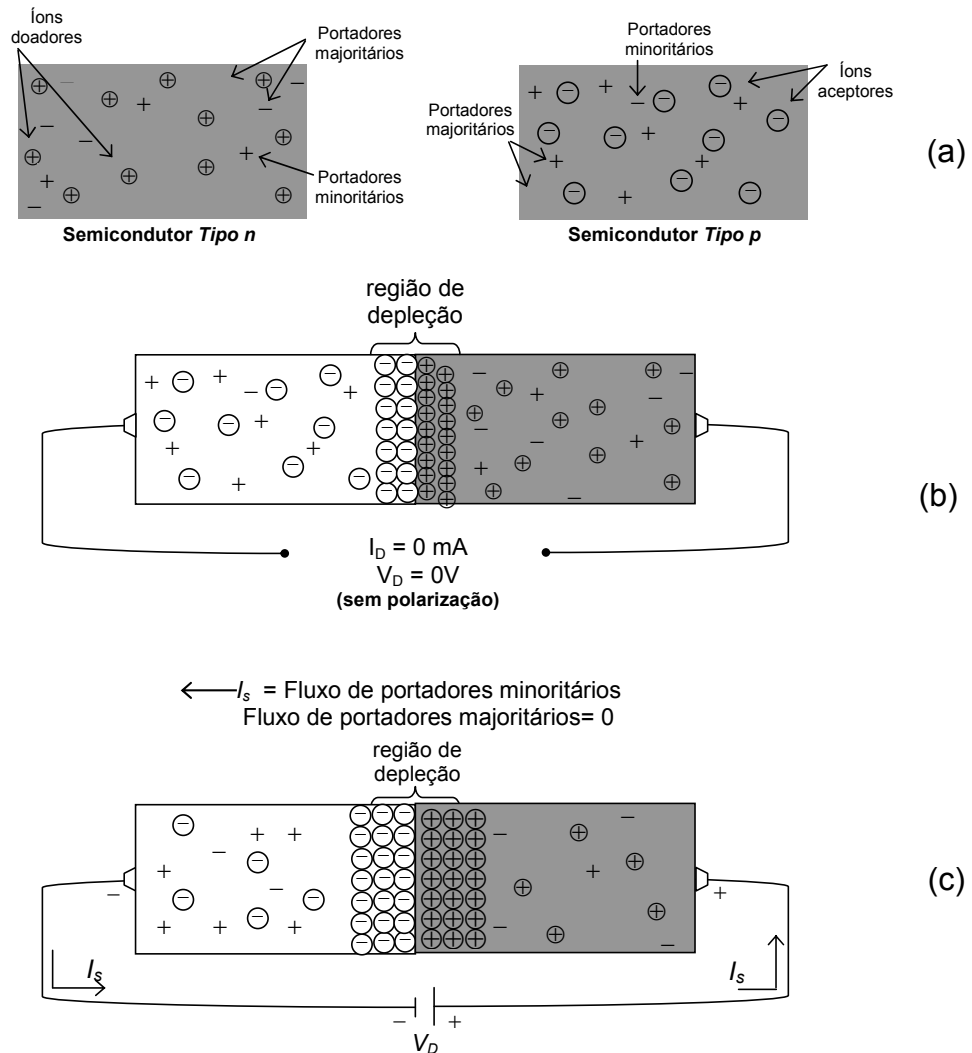 Íons
doadores
Portadores
majoritários
Portadores
minoritários
Semicondutor Tipo n
Portadores
minoritários
Íons
aceptores
Portadores
majoritários
Semicondutor Tipo p
(a)
região de
depleção
I_D = 0 mA
V_D = 0V
(sem polarização)
(b)
I_s = Fluxo de portadores minoritários
Fluxo de portadores majoritários= 0
região de
depleção
I_s
I_s
V_D
(c)